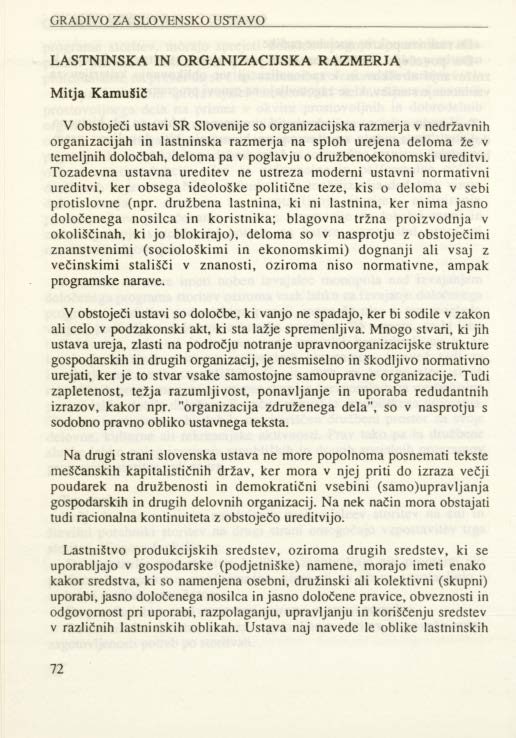 GRADIVO ZA SLOVENSKO USTAVO
LASTNINSKA IN ORGANIZACIJSKA RAZMERJA
Mitja Kamušič
V obstoječi ustavi SR Slovenije so organizacijska razmerja v nedržavnih
organizacijah in lastninska razmerja na sploh urejena deloma že v
temeljnih določbah, deloma pa v poglavju o družbenoekonomski ureditvi.
Tozadevna ustavna ureditev ne ustreza moderni ustavni normativni
ureditvi, ker obsega ideološke politične teze, kis o deloma v sebi
protislovne (npr. družbena lastnina, ki ni lastnina, ker nima jasno
določenega nosilca in koristnika; blagovna tržna proizvodnja v
okoliščinah, ki jo blokirajo), deloma so v nasprotju z obstoječimi
znanstvenimi (sociološkimi in ekonomskimi) dognanji ali vsaj z
večinskimi stališči v znanosti, oziroma niso normativne, ampak
programske narave.
V obstoječi ustavi so določbe, ki vanjo ne spadajo, ker bi sodile v zakon
ali celo v podzakonski akt, ki sta lažje spremenljiva. Mnogo stvari, ki jih
ustava ureja, zlasti na področju notranje upravnoorganizacijske strukture
gospodarskih in drugih organizacij, je nesmiselno in škodljivo normativno
urejati, ker je to stvar vsake samostojne samoupravne organizacije. Tudi
zapletenost, težja razumljivost, ponavljanje in uporaba redudantnih
izrazov, kakor npr. "organizacija združenega dela", so v nasprotju s
sodobno pravno obliko ustavnega teksta.
Na drugi strani slovenska ustava ne more popolnoma posnemati tekste
meščanskih kapitalističnih držav, ker mora v njej priti do izraza večji
poudarek na družbenosti in demokratični vsebini (samo)upravljanja
gospodarskih in drugih delovnih organizacij. Na nek način mora obstajati
tudi racionalna kontinuiteta z obstoječo ureditvijo.
Lastništvo produkcijskih sredstev, oziroma drugih sredstev, ki se
uporabljajo v gospodarske (podjetniške) namene, morajo imeti enako
kakor sredstva, ki so namenjena osebni, družinski ali kolektivni (skupni)
uporabi, jasno določenega nosilca in jasno določene pravice, obveznosti in
odgovornost pri uporabi, razpolaganju, upravljanju in koriščenju sredstev
v različnih lastninskih oblikah. Ustava naj navede le oblike lastninskih
72